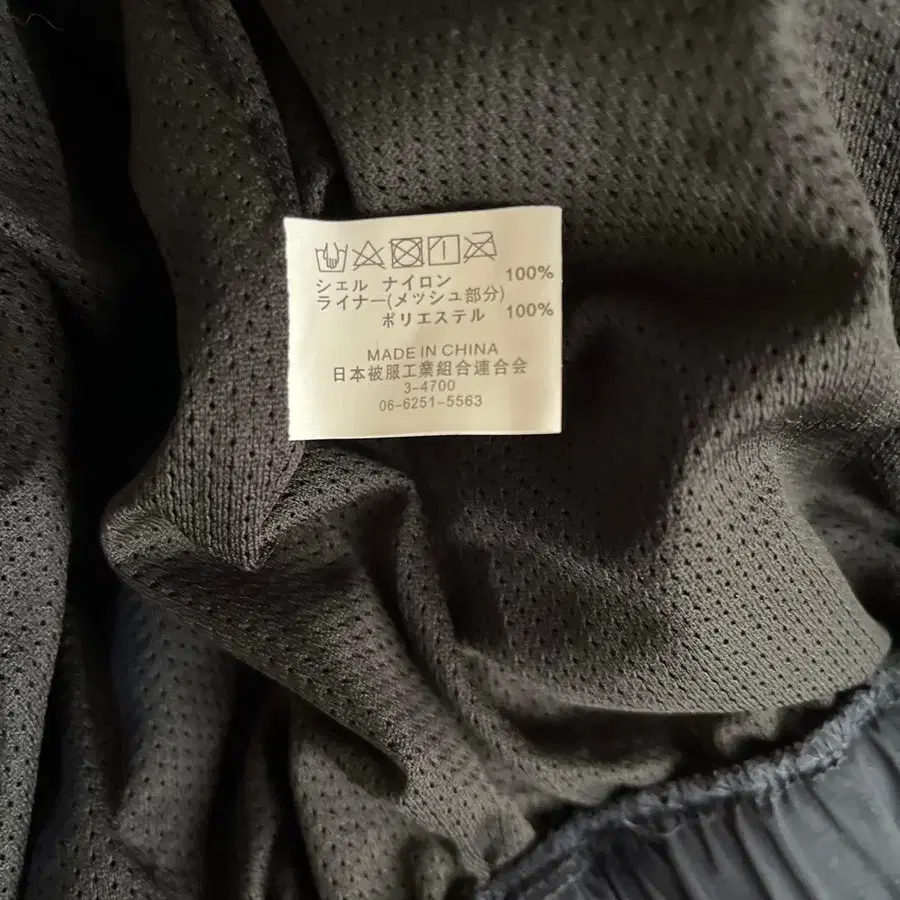 シェル ナイロン 100%
ライナー(メッシュ部分)
ポリエステル 100%
MADE IN CHINA
日本被服工業組合連合会
3-4700
06-6251-5563